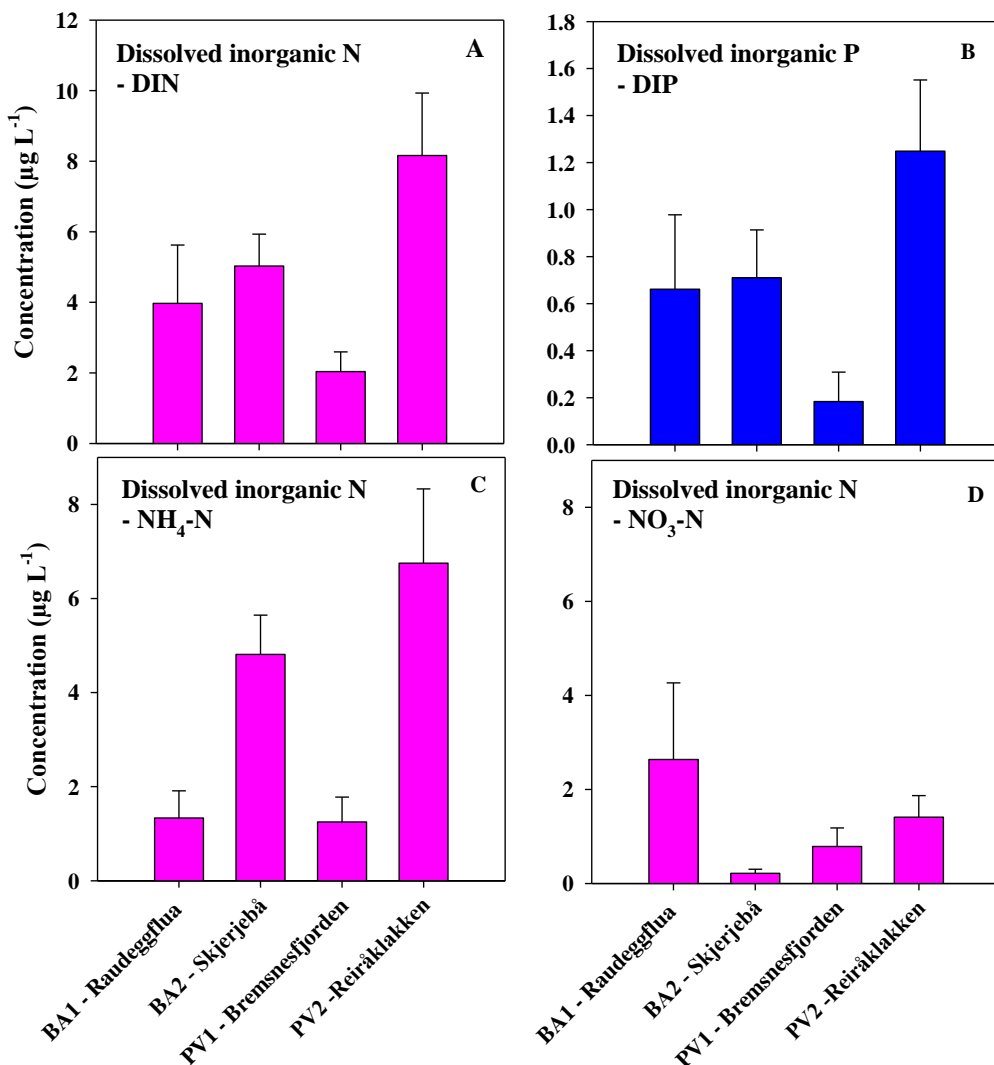 Concentration (µg L-1)
12
10
8
6
4
2
0
Dissolved inorganic N
- DIN
A
1.8
1.6
1.4
1.2
1.0
0.8
0.6
0.4
0.2
0.0
Dissolved inorganic P
- DIP
B
Concentration (µg L-1)
8
6
4
2
0
Dissolved inorganic N
- NH4-N
C
8
6
4
2
0
Dissolved inorganic N
- NO3-N
D
BA1 - Raudeggflua
BA2 - Skjerjebå
PV1 - Bremsnesfjorden
PV2 -Reiråklakken
BA1 - Raudeggflua
BA2 - Skjerjebå
PV1 - Bremsnesfjorden
PV2 -Reiråklakken